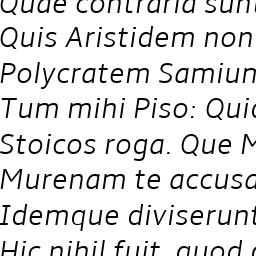 Quae contraria sunt
Quis Aristidem non
Polycratem Samium
Tum mihi Piso: Quid
Stoicos roga. Que M
Murenam te accusa
Idemque diviserunt
Hic nihil fuit, quod